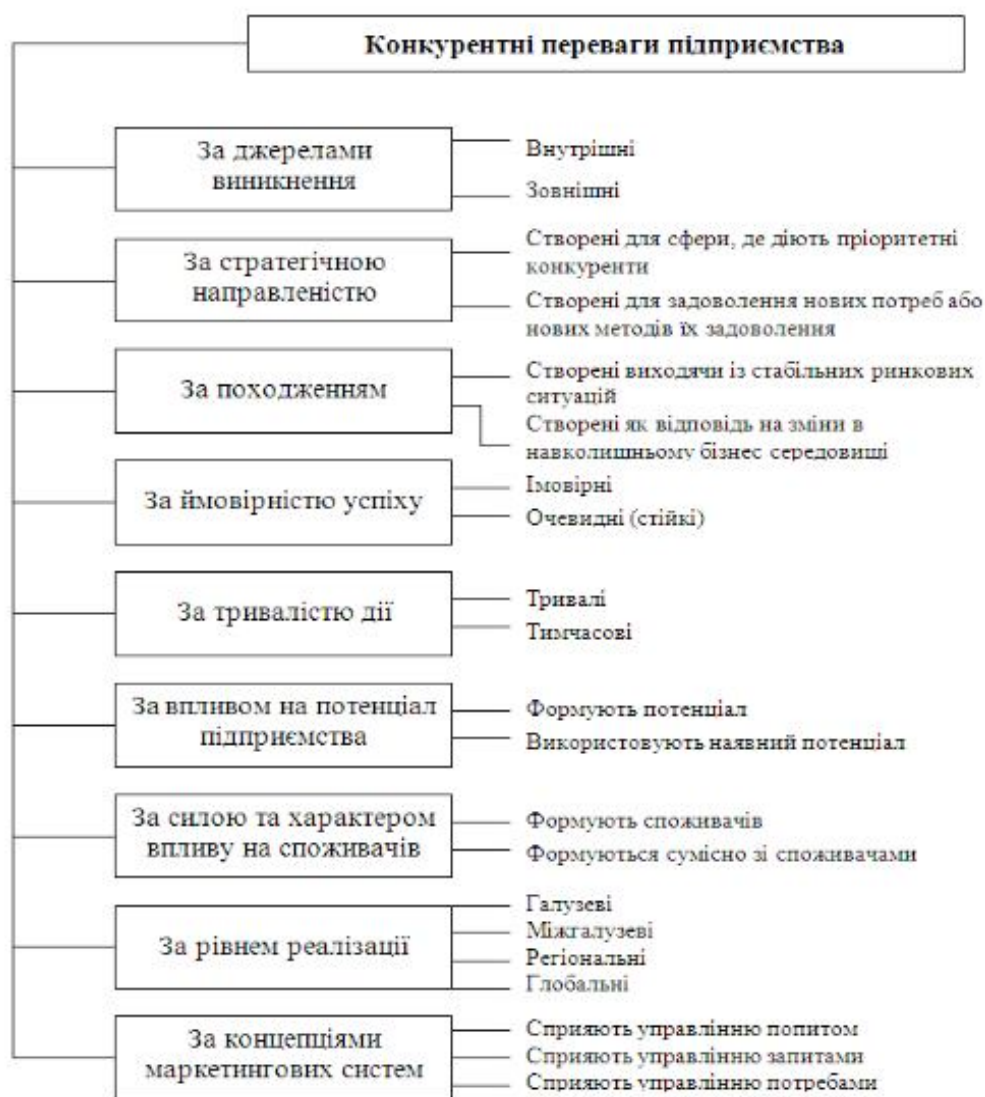 Конкурентні переваги підприємства
За джерелами
виникнення
Внутрішні
Зовнішні
За стратегічною
направленістю
Створені для сфери, де діють пріоритетні
конкуренти
Створені для задоволення нових потреб або
нових методів їх задоволення
За походженням
Створені виходячи із стабільних ринкових
ситуацій
Створені як відповідь на зміни в
навколишньому бізнес середовищі
За ймовірністю успіху
Імовірні
Очевидні (стійкі)
За тривалістю дії
Тривалі
Тимчасові
За впливом на потенціал
підприємства
Формують потенціал
Використовують наявний потенціал
За силою та характером
впливу на споживачів
Формують споживачів
Формуються сумісно зі споживачами
За рівнем реалізації
Галузеві
Міжгалузеві
Регіональні
Глобальні
За концепціями
маркетингових систем
Сприяють управлінню попитом
Сприяють управлінню запитами
Сприяють управлінню потребами